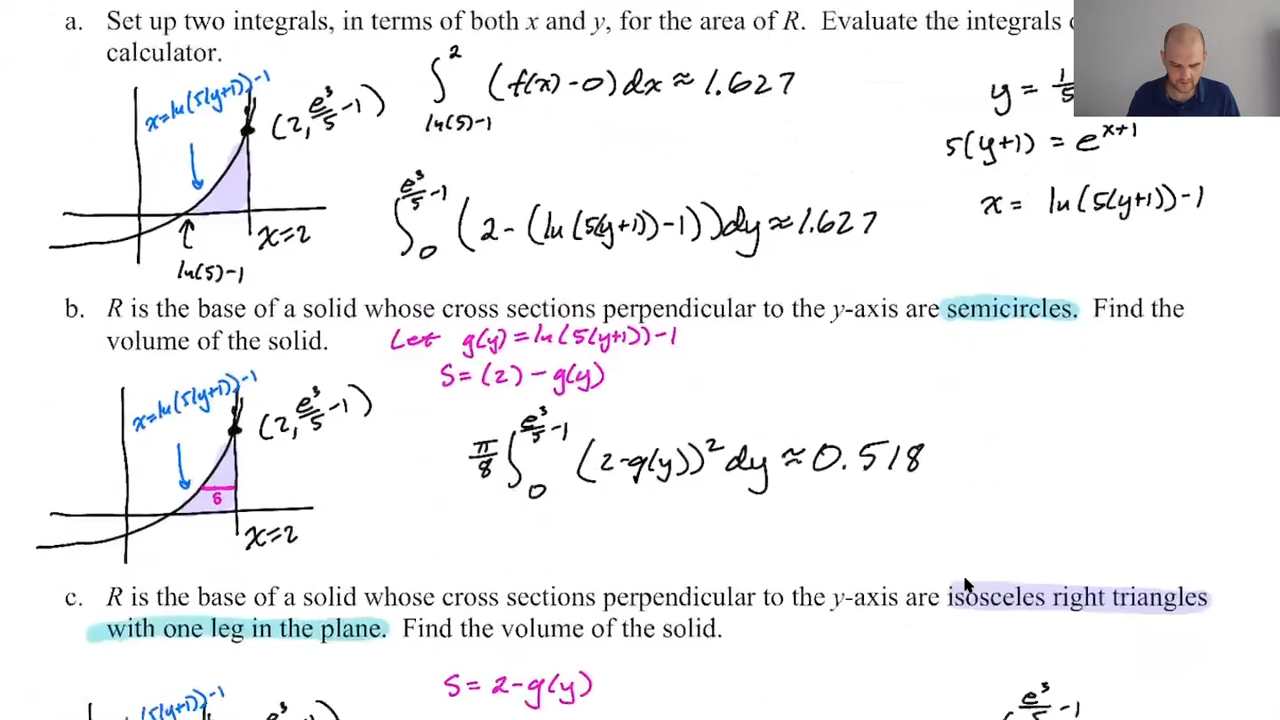 a. Set up two integrals, in terms of both x and y, for the area of R. Evaluate the integrals
calculator.
x=ln(5(y+1))-1
(2, e³/5 -1)
∫_{ln(5)-1}^{2} (f(x)-0)dx ≈ 1.627
y = 1/5
5(y+1) = e^{x+1}
x = ln(5(y+1))-1
∫_0^{e³/5 -1} (2-(ln(5(y+1))-1))dy ≈ 1.627
x=2
ln(5)-1
b. R is the base of a solid whose cross sections perpendicular to the y-axis are semicircles. Find the
volume of the solid.
Let g(y)=ln(5(y+1))-1
S=(2)-g(y)
x=ln(5(y+1))-1
(2, e³/5 -1)
π/8 ∫_0^{e³/5 -1} (2-g(y))² dy ≈ 0.518
S
x=2
c. R is the base of a solid whose cross sections perpendicular to the y-axis are isosceles right triangles
with one leg in the plane. Find the volume of the solid.
S= 2-g(y)
e³/5 -1